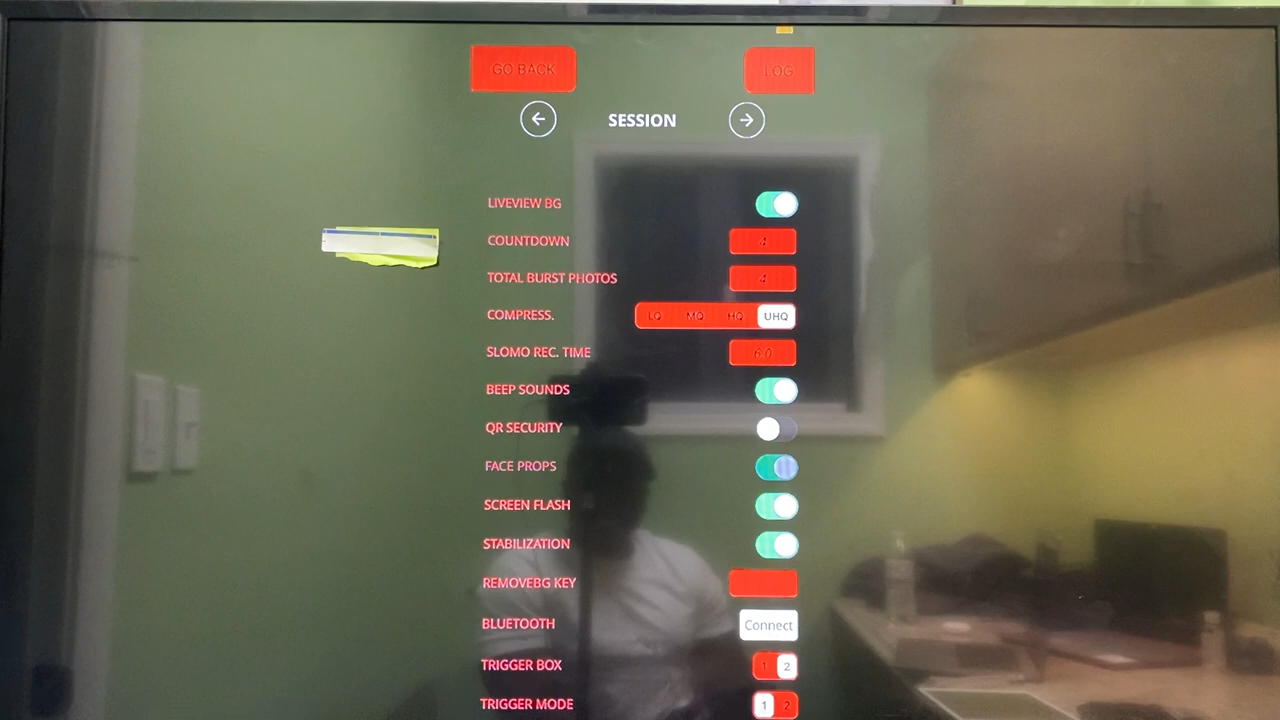 GO BACK LOG
SESSION
LIVEVIEW BG
COUNTDOWN 4
TOTAL BURST PHOTOS 4
COMPRESS. LQ MQ HQ UHQ
SLOMO REC. TIME 6.0
BEEP SOUNDS
QR SECURITY
FACE PROPS
SCREEN FLASH
STABILIZATION
REMOVEBG KEY
BLUETOOTH Connect
TRIGGER BOX 1 2
TRIGGER MODE 1 2